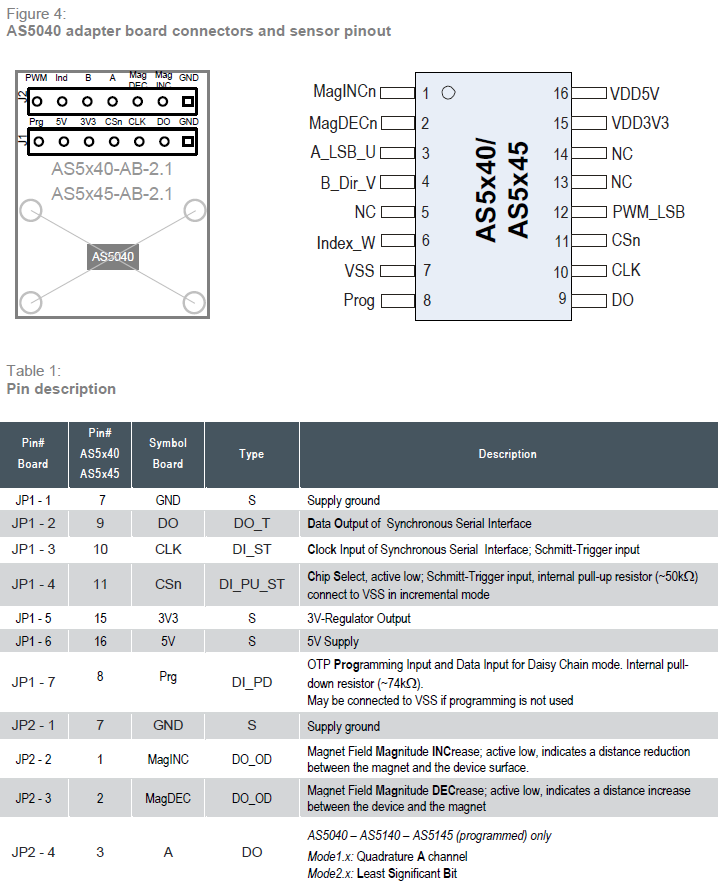 Figure 4:
AS5040 adapter board connectors and sensor pinout
PWM Ind B A Mag DEC Mag INC GND
J2
Prg 5V 3V3 CSn CLK DO GND
J1
AS5x40-AB-2.1
AS5x45-AB-2.1
AS5040
MagINCn 1 16 VDD5V
MagDECn 2 15 VDD3V3
A_LSB_U 3 14 NC
B_Dir_V 4 13 NC
NC 5 12 PWM_LSB
Index_W 6 11 CSn
VSS 7 10 CLK
Prog 8 9 DO
AS5x40/
AS5x45
Table 1:
Pin description
Pin# Board Pin# AS5x40 AS5x45 Symbol Board Type Description
JP1 - 1 7 GND S Supply ground
JP1 - 2 9 DO DO_T Data Output of Synchronous Serial Interface
JP1 - 3 10 CLK DI_ST Clock Input of Synchronous Serial Interface; Schmitt-Trigger input
JP1 - 4 11 CSn DI_PU_ST Chip Select, active low; Schmitt-Trigger input, internal pull-up resistor (~50kΩ)
connect to VSS in incremental mode
JP1 - 5 15 3V3 S 3V-Regulator Output
JP1 - 6 16 5V S 5V Supply
JP1 - 7 8 Prg DI_PD OTP Programming Input and Data Input for Daisy Chain mode. Internal pull-
down resistor (~74kΩ).
May be connected to VSS if programming is not used
JP2 - 1 7 GND S Supply ground
JP2 - 2 1 MagINC DO_OD Magnet Field Magnitude INCrease; active low, indicates a distance reduction
between the magnet and the device surface.
JP2 - 3 2 MagDEC DO_OD Magnet Field Magnitude DECrease; active low, indicates a distance increase
between the device and the magnet
JP2 - 4 3 A DO AS5040 – AS5140 – AS5145 (programmed) only
Mode1.x: Quadrature A channel
Mode2.x: Least Significant Bit